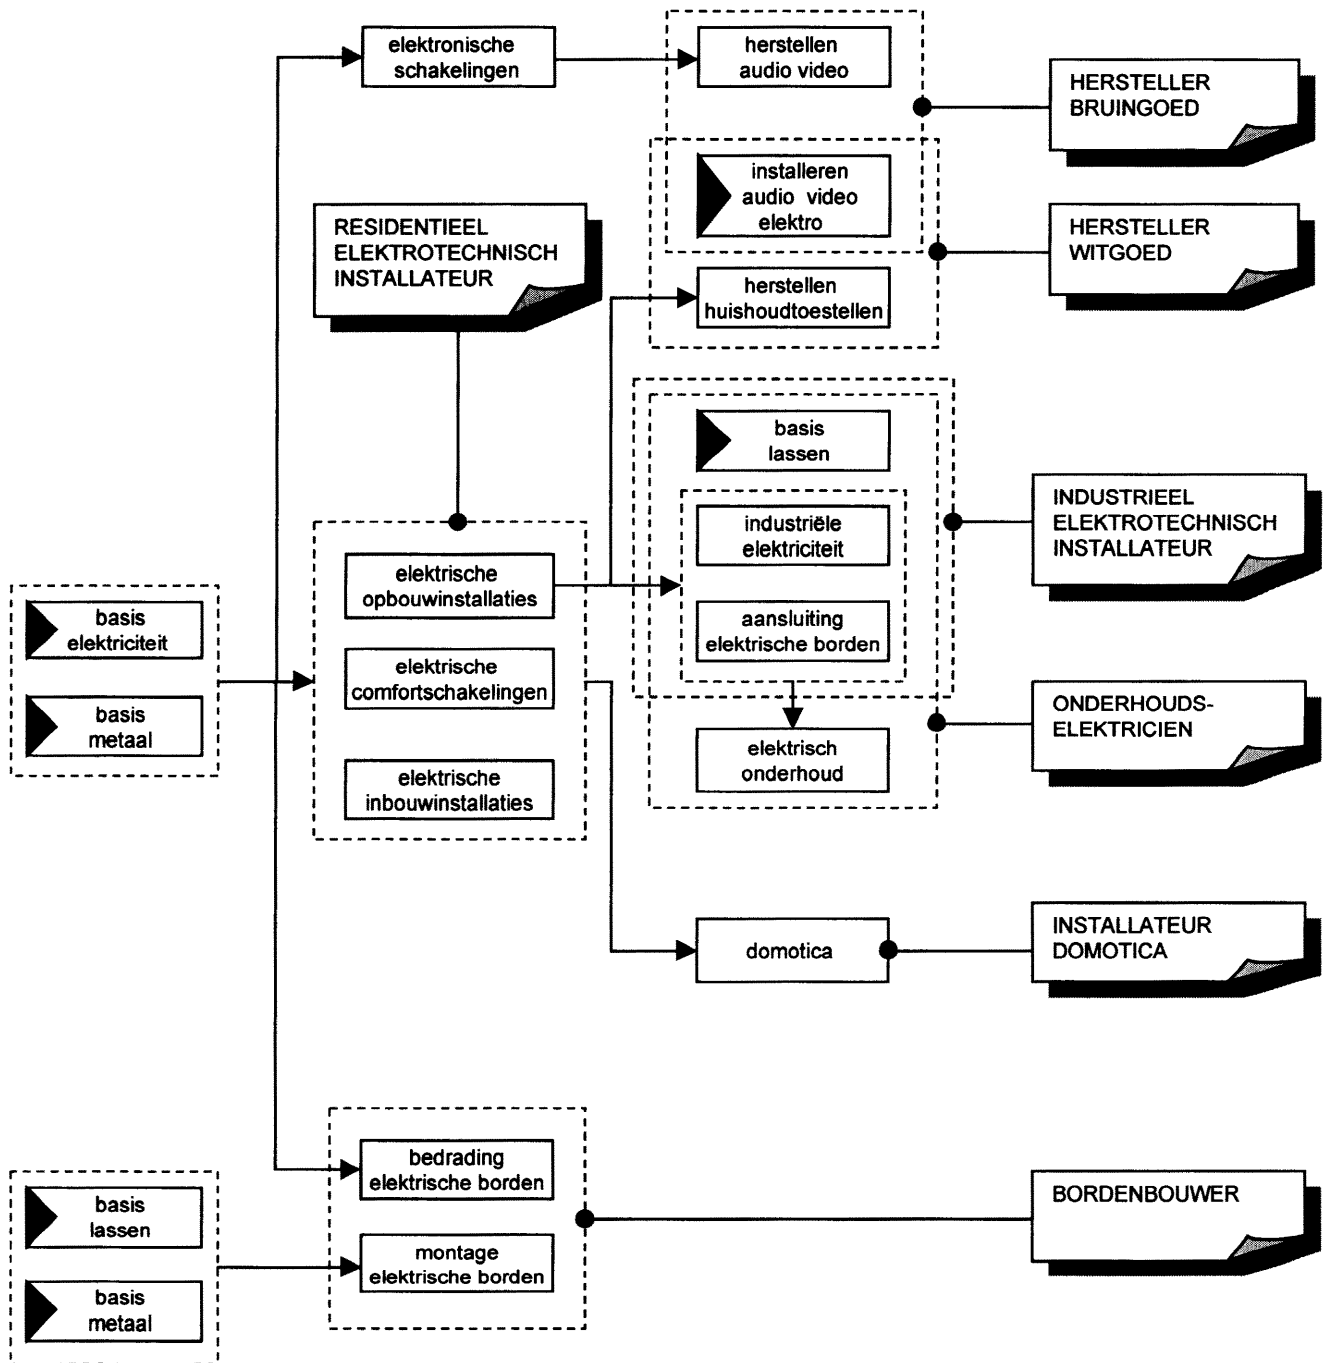 elektronische
schakelingen
herstellen
audio video
HERSTELLER
BRUINGOED
installeren
audio video
elektro
RESIDENTIEEL
ELEKTROTECHNISCH
INSTALLATEUR
HERSTELLER
WITGOED
herstellen
huishoudtoestellen
basis
lassen
industriële
elektriciteit
INDUSTRIEEL
ELEKTROTECHNISCH
INSTALLATEUR
elektrische
opbouwinstallaties
basis
elektriciteit
aansluiting
elektrische borden
elektrische
comfortschakelingen
basis
metaal
ONDERHOUDS-
ELEKTRICIEN
elektrisch
onderhoud
elektrische
inbouwinstallaties
domotica
INSTALLATEUR
DOMOTICA
bedrading
elektrische borden
basis
lassen
BORDENBOUWER
montage
elektrische borden
basis
metaal